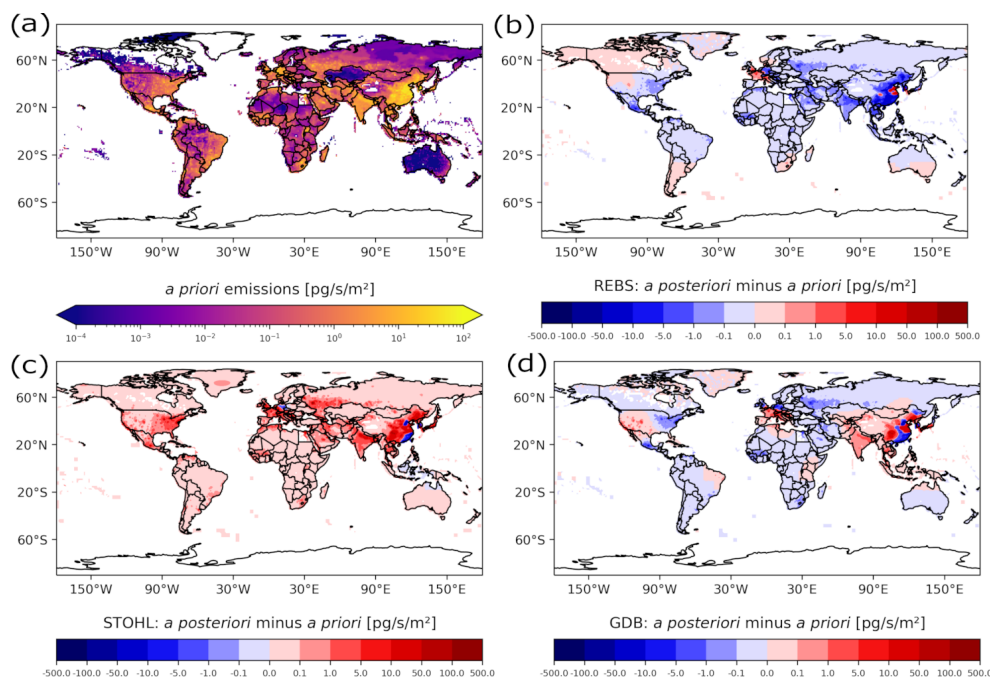 (a)
(b)
60°N
20°N
20°S
60°S
150°W 90°W 30°W 30°E 90°E 150°E
60°N
20°N
20°S
60°S
150°W 90°W 30°W 30°E 90°E 150°E
a priori emissions [pg/s/m²]
10⁻⁴ 10⁻³ 10⁻² 10⁻¹ 10⁰ 10¹ 10²
REBS: a posteriori minus a priori [pg/s/m²]
-500.0 -100.0 -50.0 -10.0 -5.0 -1.0 -0.1 0.0 0.1 1.0 5.0 10.0 50.0 100.0 500.0
(c)
(d)
60°N
20°N
20°S
60°S
150°W 90°W 30°W 30°E 90°E 150°E
60°N
20°N
20°S
60°S
150°W 90°W 30°W 30°E 90°E 150°E
STOHL: a posteriori minus a priori [pg/s/m²]
-500.0 -100.0 -10.0 -5.0 -1.0 -0.1 0.0 0.1 1.0 5.0 10.0 100.0 500.0
GDB: a posteriori minus a priori [pg/s/m²]
-500.0 -100.0 -50.0 -10.0 -5.0 -1.0 -0.1 0.0 0.1 1.0 5.0 10.0 50.0 100.0 500.0